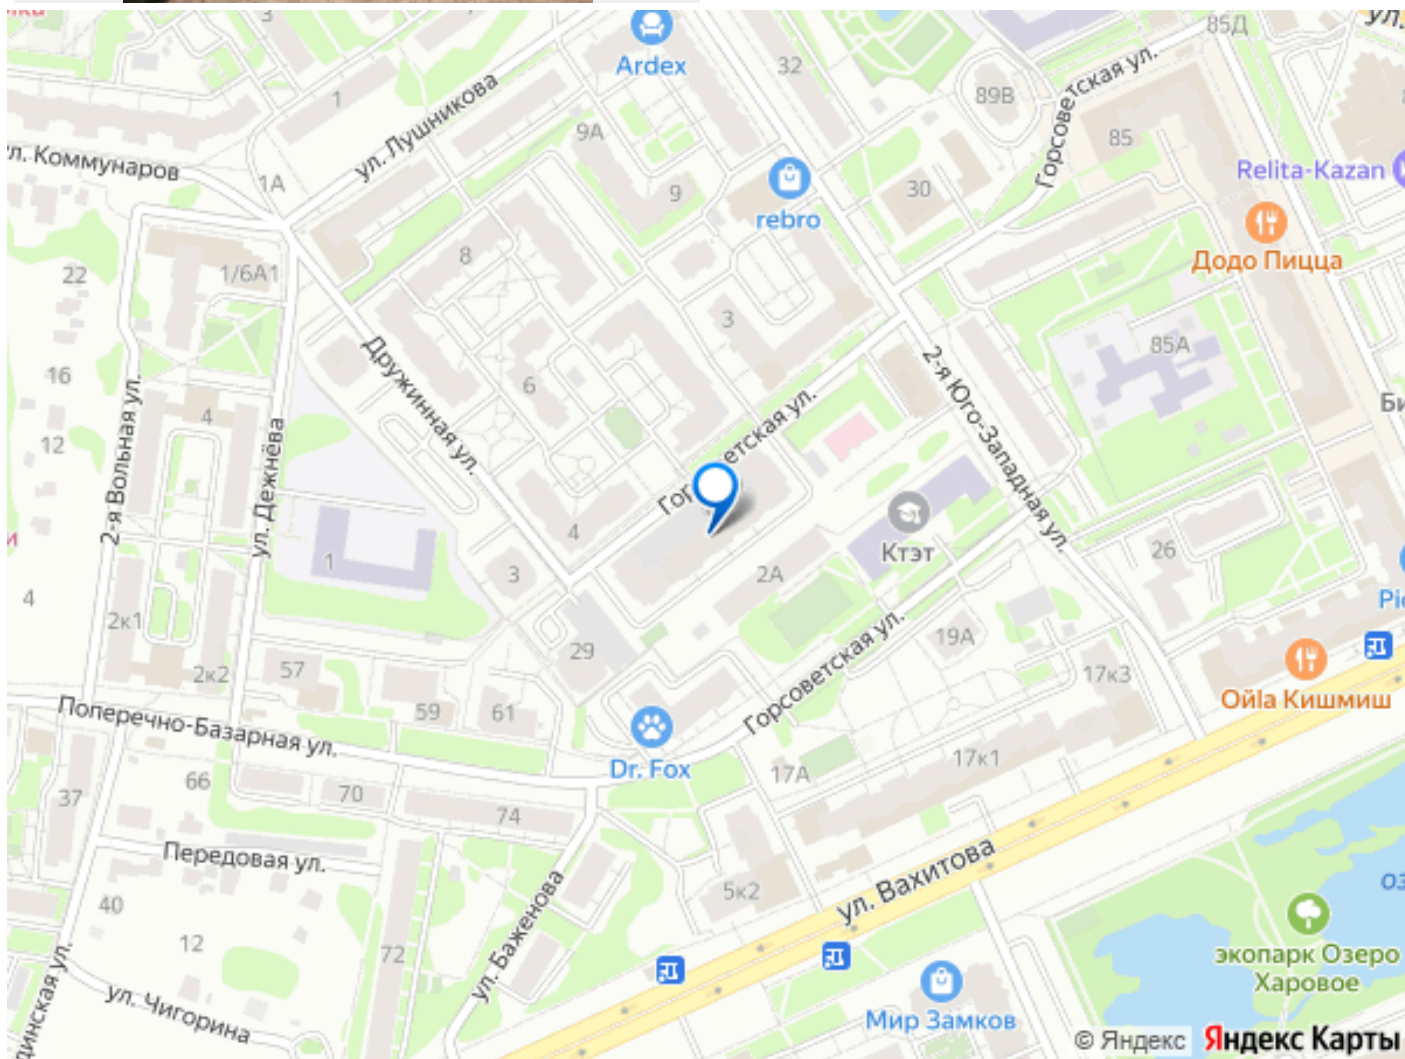 85Д
3
Ardex
32
ул. Лушникова
1
89В
Горсоветская ул.
9А
85
ул. Коммунаров
1А
Relita-Kazan
9
30
rebro
8
1/6А1
22
Додо Пицца
3
85А
Дружинная ул.
2-я Юго-Западная ул.
16
6
4
12
2-я Вольная ул.
ул. Дежнёва
Горсоветская ул.
4
Ктэт
26
1
3
2А
4
2к1
19А
29
Горсоветская ул.
57
2к2
17к3
Ойlа Кишмиш
59
61
Поперечно-Базарная ул.
Dr. Fox
17А
17к1
66
70
37
74
Передовая ул.
ул. Вахитова
5к2
40
ул. Баженова
12
72
экопарк Озеро
Харовое
ул. Чигорина
Мир Замков
© Яндекс Яндекс Карты